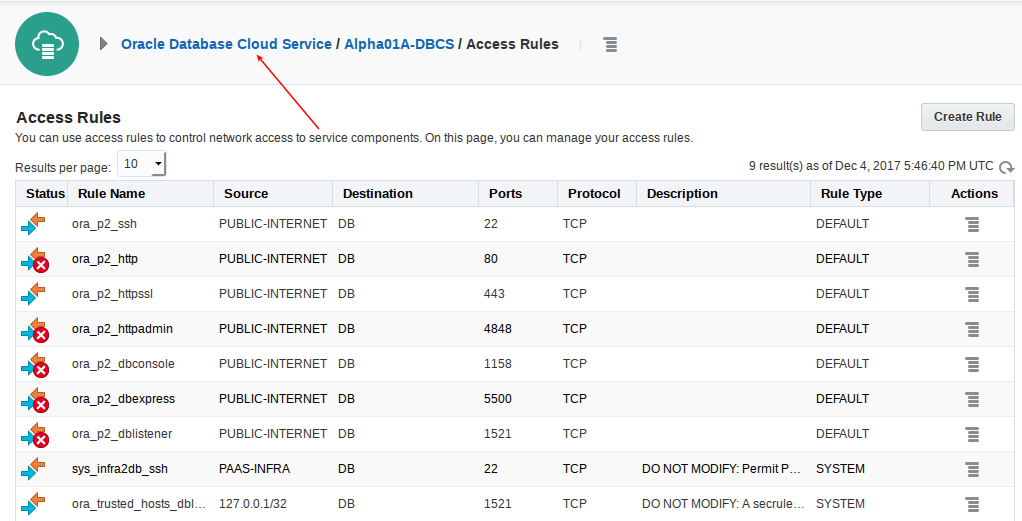 Oracle Database Cloud Service / Alpha01A-DBCS / Access Rules
Access Rules
Create Rule
You can use access rules to control network access to service components. On this page, you can manage your access rules.
Results per page: 10
9 result(s) as of Dec 4, 2017 5:46:40 PM UTC
Status Rule Name Source Destination Ports Protocol Description Rule Type Actions
ora_p2_ssh PUBLIC-INTERNET DB 22 TCP DEFAULT
ora_p2_http PUBLIC-INTERNET DB 80 TCP DEFAULT
ora_p2_httpssl PUBLIC-INTERNET DB 443 TCP DEFAULT
ora_p2_httpadmin PUBLIC-INTERNET DB 4848 TCP DEFAULT
ora_p2_dbconsole PUBLIC-INTERNET DB 1158 TCP DEFAULT
ora_p2_dbexpress PUBLIC-INTERNET DB 5500 TCP DEFAULT
ora_p2_dblistener PUBLIC-INTERNET DB 1521 TCP DEFAULT
sys_infra2db_ssh PAAS-INFRA DB 22 TCP DO NOT MODIFY: Permit P... SYSTEM
ora_trusted_hosts_dbl... 127.0.0.1/32 DB 1521 TCP DO NOT MODIFY: A secrule... SYSTEM